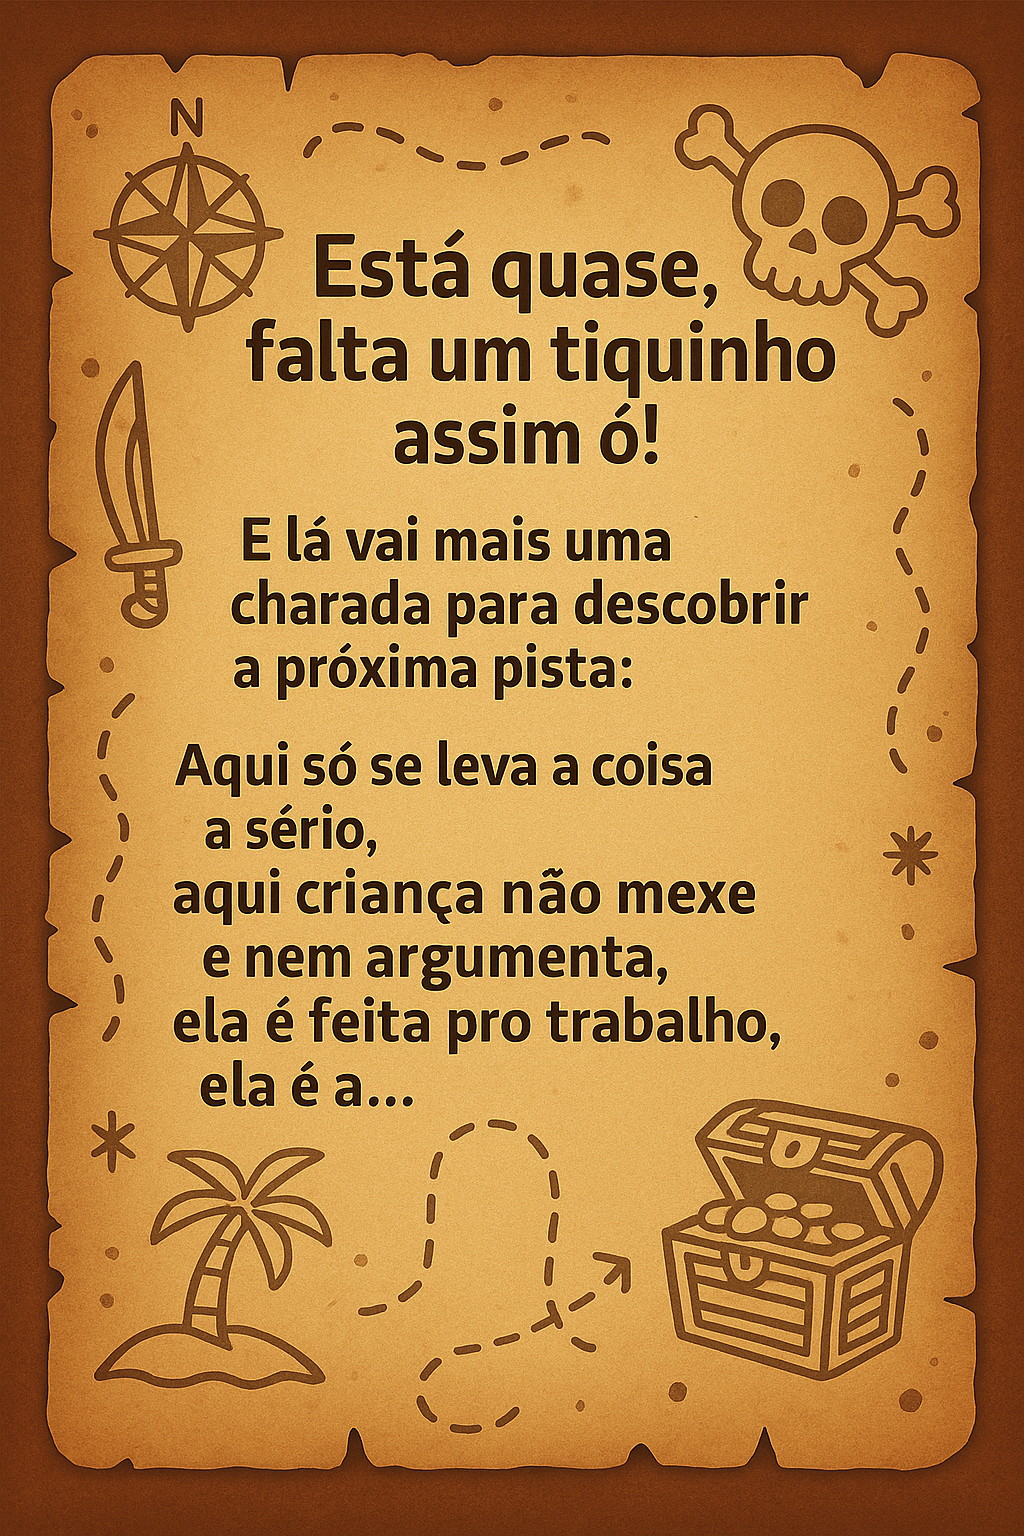 N
Está quase,
falta um tiquinho
assim ó!
E lá vai mais uma
charada para descobrir
a próxima pista:
Aqui só se leva a coisa
a sério,
aqui criança não mexe
e nem argumenta,
ela é feita pro trabalho,
ela é a...